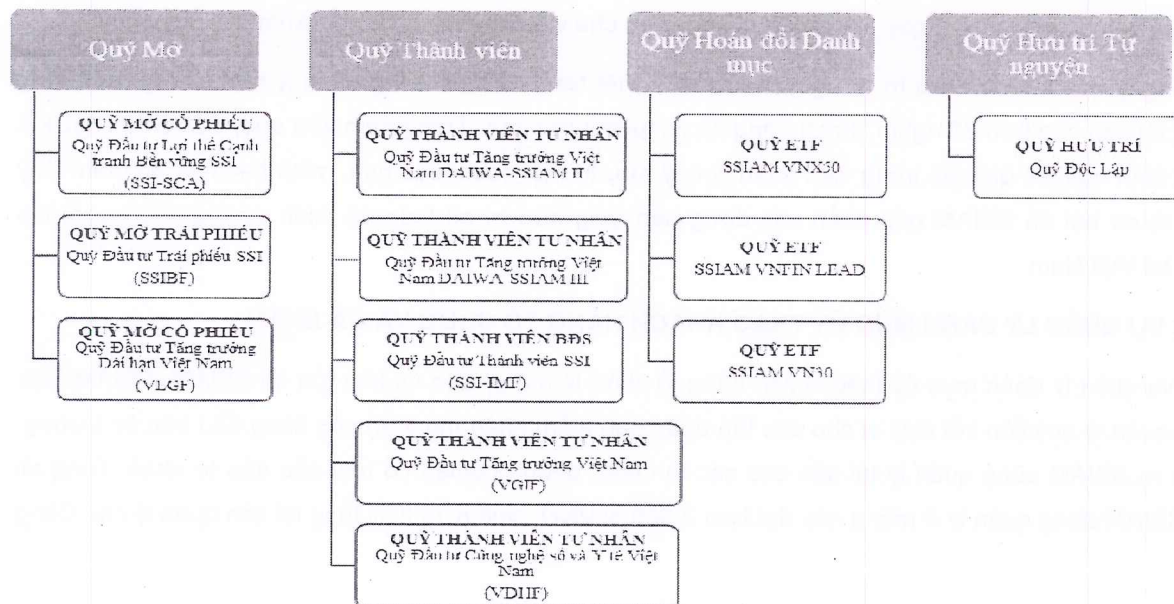 Quỹ Mở
QUỸ MỞ CỔ PHIẾU
Quỹ Đầu tư Lợi thế Cạnh
tranh Bền vững SSI
(SSI-SCA)
QUỸ MỞ TRÁI PHIẾU
Quỹ Đầu tư Trái phiếu SSI
(SSIBF)
QUỸ MỞ CỔ PHIẾU
Quỹ Đầu tư Tăng trưởng
Dài hạn Việt Nam
(VLGF)
Quỹ Thành viên
QUỸ THÀNH VIÊN TƯ NHÂN
Quỹ Đầu tư Tăng trưởng Việt
Nam DAIWA-SSIAM II
QUỸ THÀNH VIÊN TƯ NHÂN
Quỹ Đầu tư Tăng trưởng Việt
Nam DAIWA-SSIAM III
QUỸ THÀNH VIÊN BĐS
Quỹ Đầu tư Thành viên SSI
(SSI-IMF)
QUỸ THÀNH VIÊN TƯ NHÂN
Quỹ Đầu tư Tăng trưởng Việt Nam
(VGIF)
QUỸ THÀNH VIÊN TƯ NHÂN
Quỹ Đầu tư Công nghệ số và Y tế Việt
Nam
(VDHF)
Quỹ Hoán đổi Danh
mục
QUỸ ETF
SSIAM VNX50
QUỸ ETF
SSIAM VNFIN LEAD
QUỸ ETF
SSIAM VN30
Quỹ Hưu trí Tự
nguyện
QUỸ HƯU TRÍ
Quỹ Độc Lập